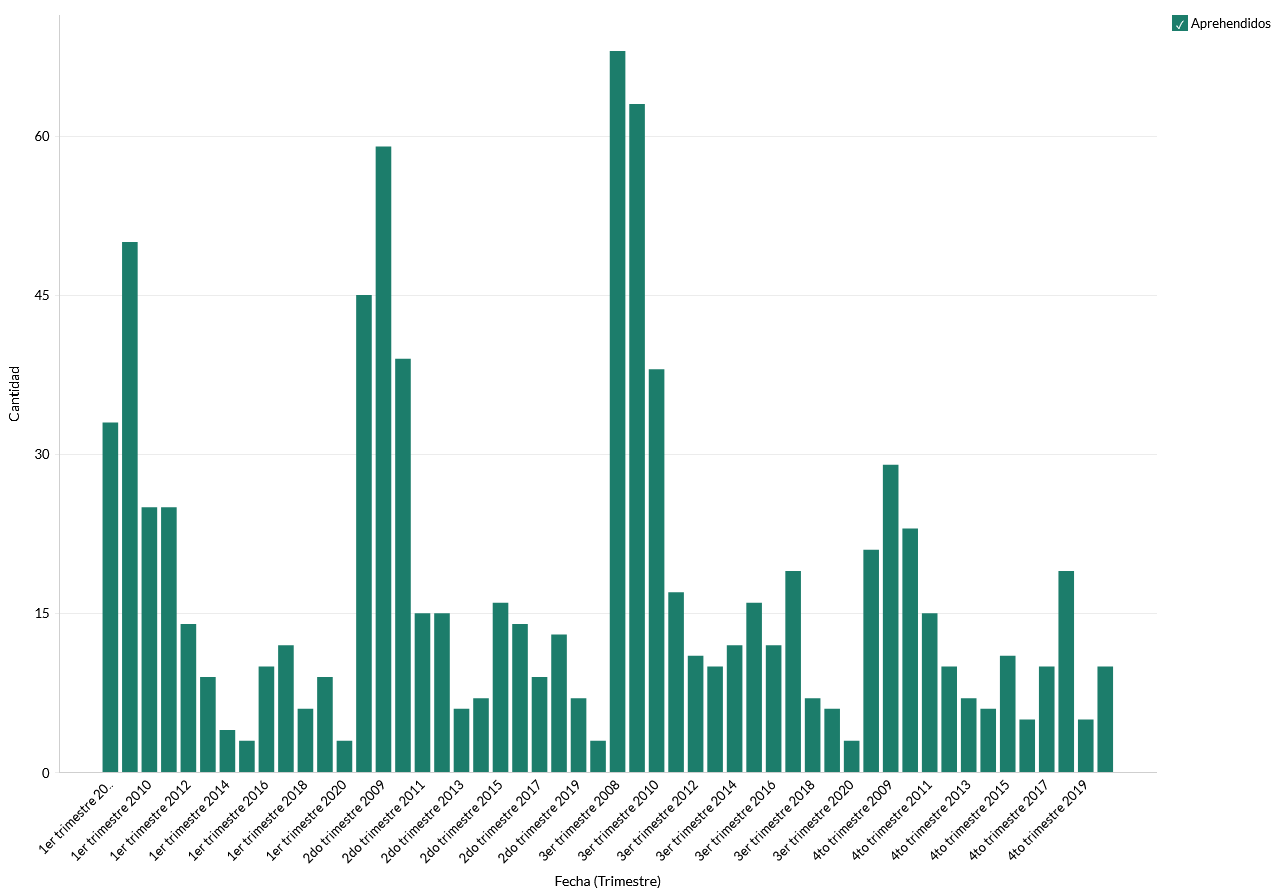 Aprehendidos
60
45
30
15
0
Cantidad
1er trimestre 20..
1er trimestre 2010
1er trimestre 2012
1er trimestre 2014
1er trimestre 2016
1er trimestre 2018
1er trimestre 2020
2do trimestre 2009
2do trimestre 2011
2do trimestre 2013
2do trimestre 2015
2do trimestre 2017
2do trimestre 2019
3er trimestre 2008
3er trimestre 2010
3er trimestre 2012
3er trimestre 2014
3er trimestre 2016
3er trimestre 2018
3er trimestre 2020
4to trimestre 2009
4to trimestre 2011
4to trimestre 2013
4to trimestre 2015
4to trimestre 2017
4to trimestre 2019
Fecha (Trimestre)